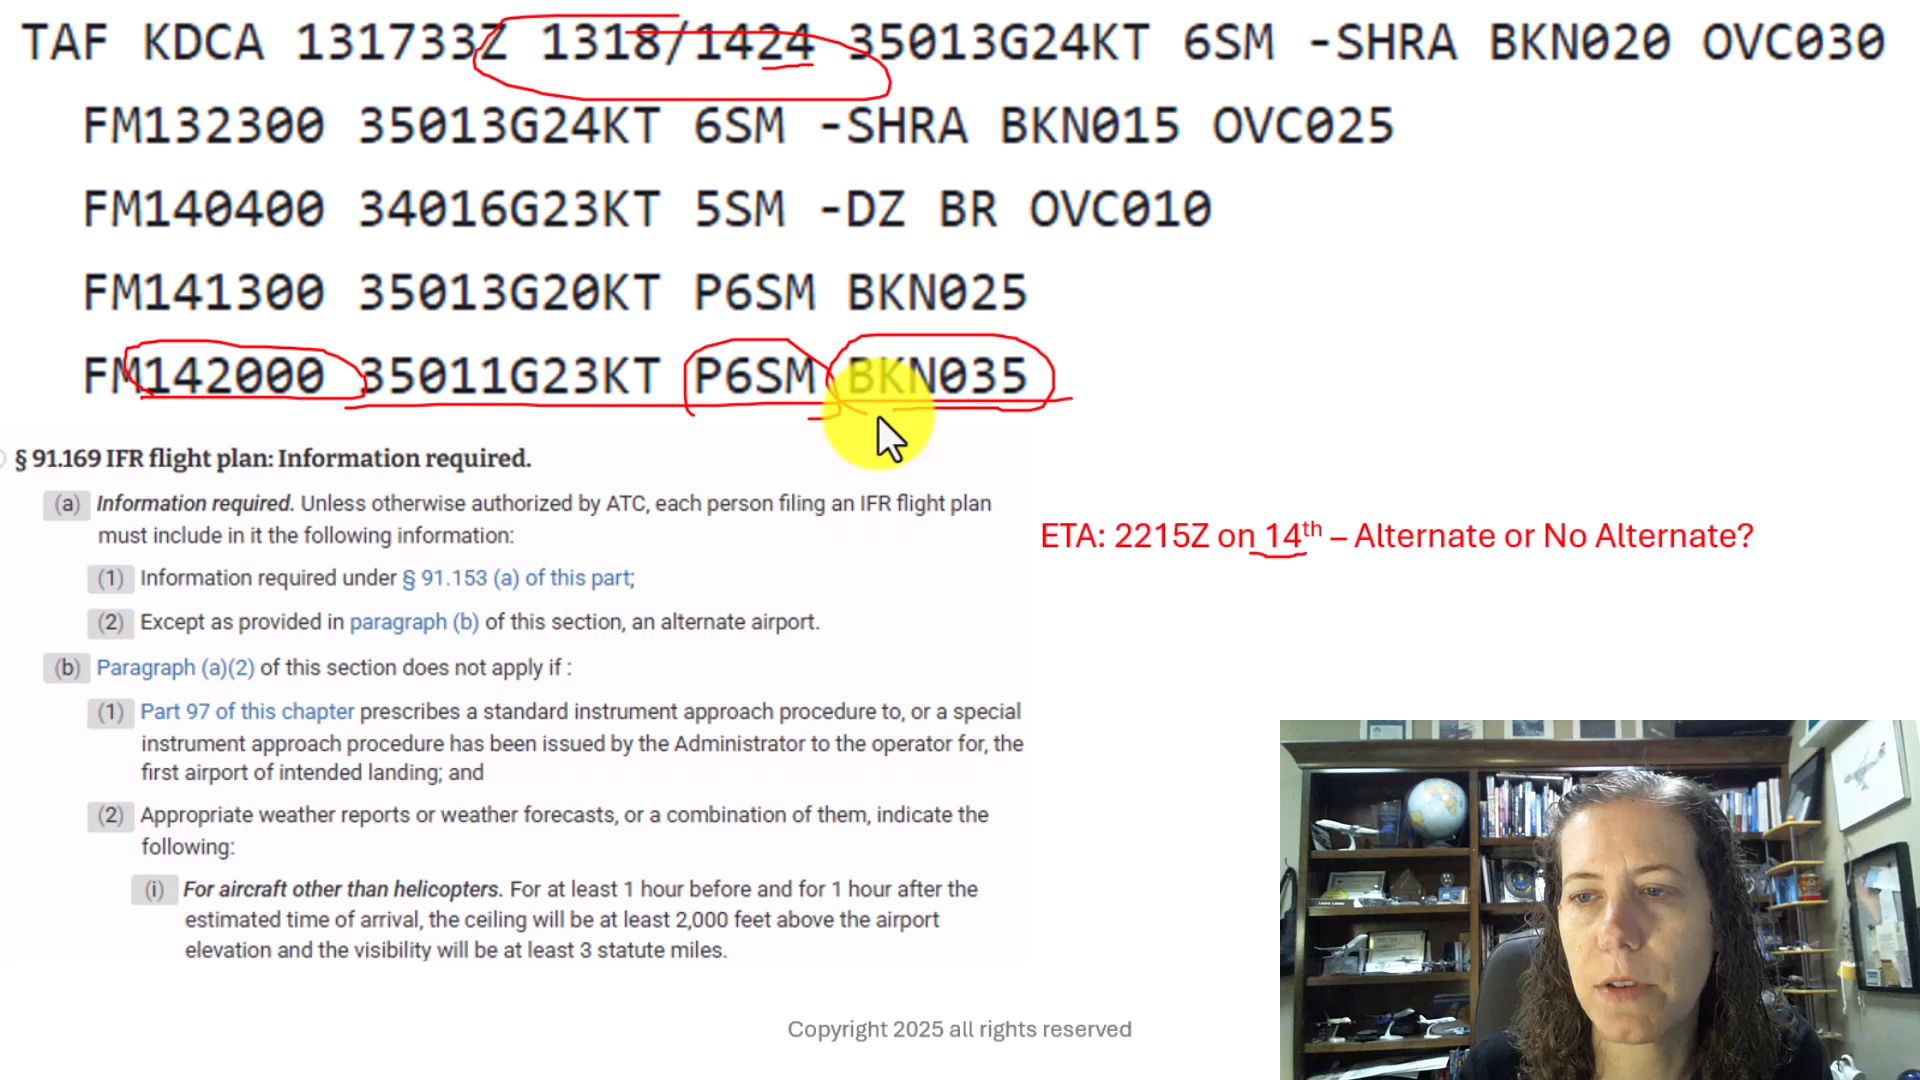 TAF KDCA 131733Z 1318/1424 35013G24KT 6SM -SHRA BKN020 OVC030
FM132300 35013G24KT 6SM -SHRA BKN015 OVC025
FM140400 34016G23KT 5SM -DZ BR OVC010
FM141300 35013G20KT P6SM BKN025
FM142000 35011G23KT P6SM BKN035
§ 91.169 IFR flight plan: Information required.
(a) Information required. Unless otherwise authorized by ATC, each person filing an IFR flight plan
must include in it the following information:
(1) Information required under § 91.153 (a) of this part;
(2) Except as provided in paragraph (b) of this section, an alternate airport.
(b) Paragraph (a)(2) of this section does not apply if :
(1) Part 97 of this chapter prescribes a standard instrument approach procedure to, or a special
instrument approach procedure has been issued by the Administrator to the operator for, the
first airport of intended landing; and
(2) Appropriate weather reports or weather forecasts, or a combination of them, indicate the
following:
(i) For aircraft other than helicopters. For at least 1 hour before and for 1 hour after the
estimated time of arrival, the ceiling will be at least 2,000 feet above the airport
elevation and the visibility will be at least 3 statute miles.
ETA: 2215Z on 14th – Alternate or No Alternate?
Copyright 2025 all rights reserved